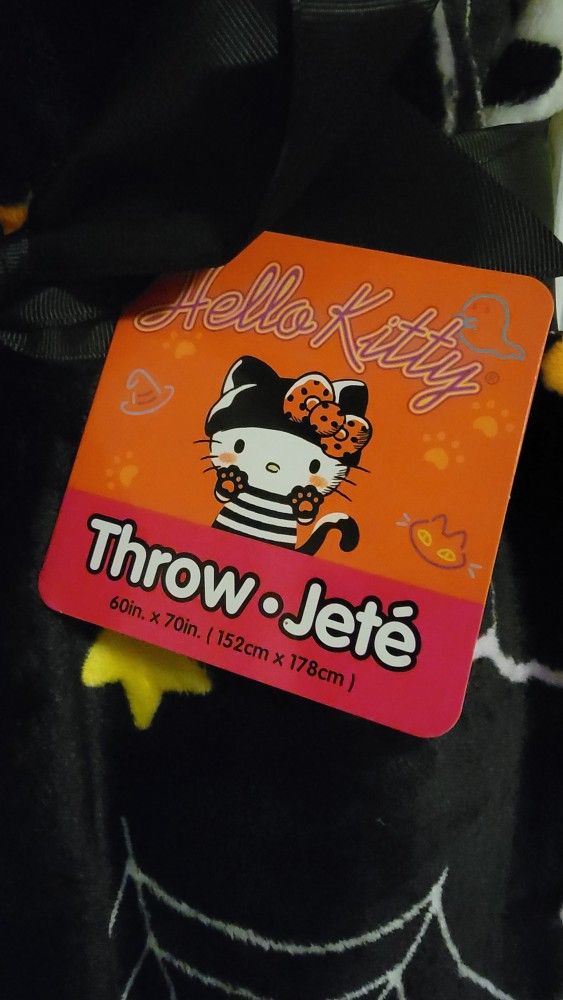 Hello Kitty®
Throw • Jeté
60in. x 70in. ( 152cm x 178cm )